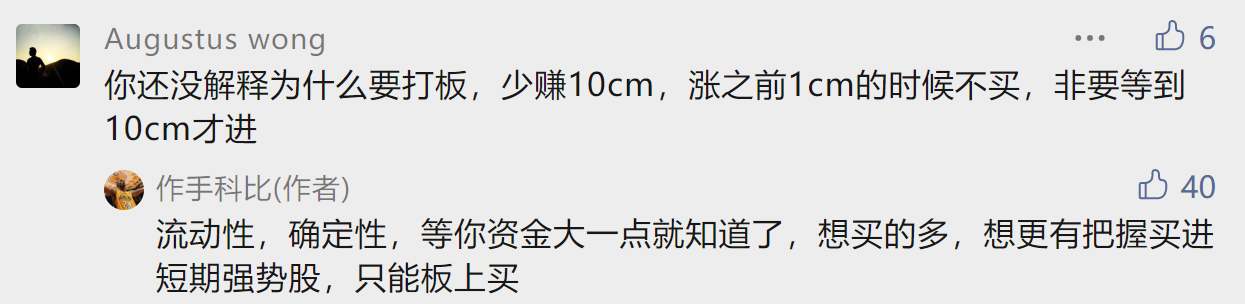 Augustus wong
6
你还没解释为什么要打板，少赚10cm，涨之前1cm的时候不买，非要等到
10cm才进
作手科比(作者)
40
流动性，确定性，等你资金大一点就知道了，想买的多，想更有把握买进
短期强势股，只能板上买